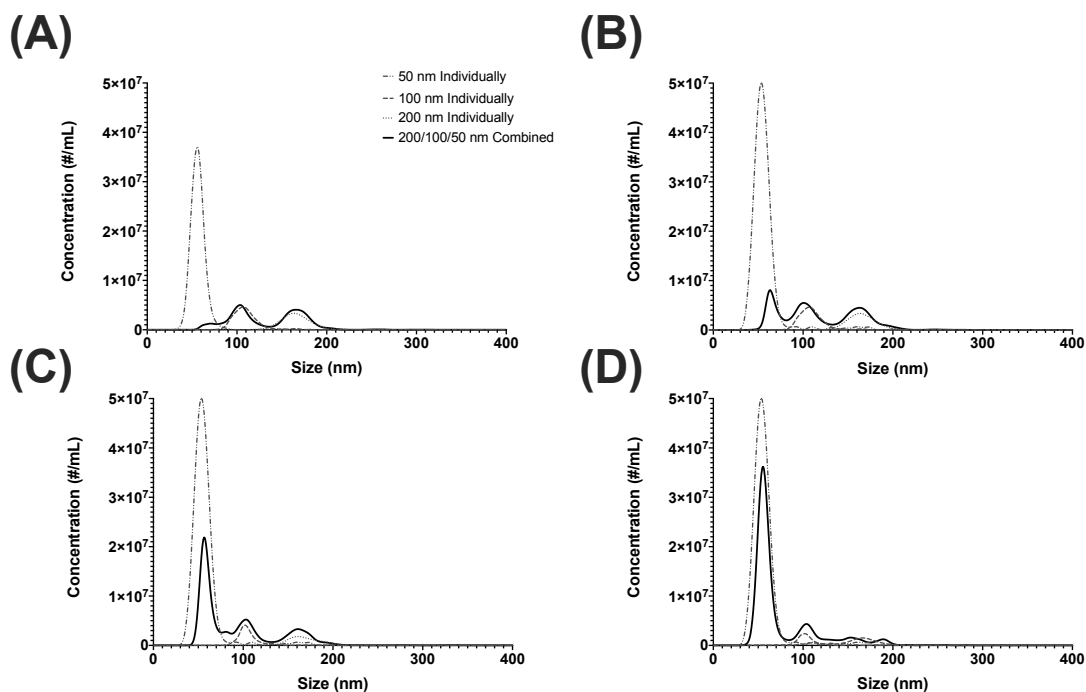 (A)
5×10⁷
4×10⁷
3×10⁷
2×10⁷
1×10⁷
0
Concentration (#/mL)
0 100 200 300 400
Size (nm)
50 nm Individually
100 nm Individually
200 nm Individually
200/100/50 nm Combined
(B)
5×10⁷
4×10⁷
3×10⁷
2×10⁷
1×10⁷
0
Concentration (#/mL)
0 100 200 300 400
Size (nm)
(C)
5×10⁷
4×10⁷
3×10⁷
2×10⁷
1×10⁷
0
Concentration (#/mL)
0 100 200 300 400
Size (nm)
(D)
5×10⁷
4×10⁷
3×10⁷
2×10⁷
1×10⁷
0
Concentration (#/mL)
0 100 200 300 400
Size (nm)